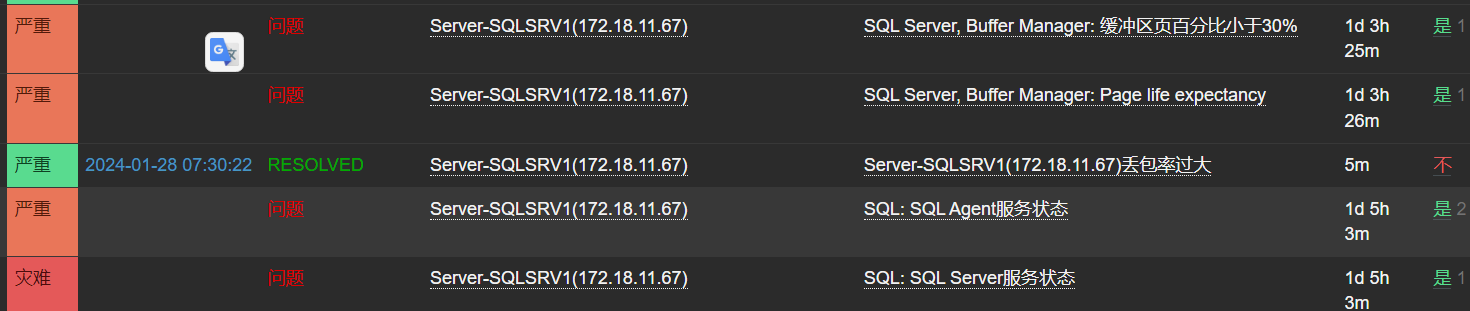 严重 问题 Server-SQLSRV1(172.18.11.67) SQL Server, Buffer Manager: 缓冲区页百分比小于30% 1d 3h 是 1
25m
严重 问题 Server-SQLSRV1(172.18.11.67) SQL Server, Buffer Manager: Page life expectancy 1d 3h 是 1
26m
严重 2024-01-28 07:30:22 RESOLVED Server-SQLSRV1(172.18.11.67) Server-SQLSRV1(172.18.11.67)丢包率过大 5m 不
严重 问题 Server-SQLSRV1(172.18.11.67) SQL: SQL Agent服务状态 1d 5h 是 2
3m
灾难 问题 Server-SQLSRV1(172.18.11.67) SQL: SQL Server服务状态 1d 5h 是 1
3m